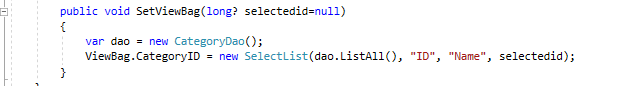 public void SetViewBag(long? selectedid=null)
{
var dao = new CategoryDao();
ViewBag.CategoryID = new SelectList(dao.ListAll(), "ID", "Name", selectedid);
}